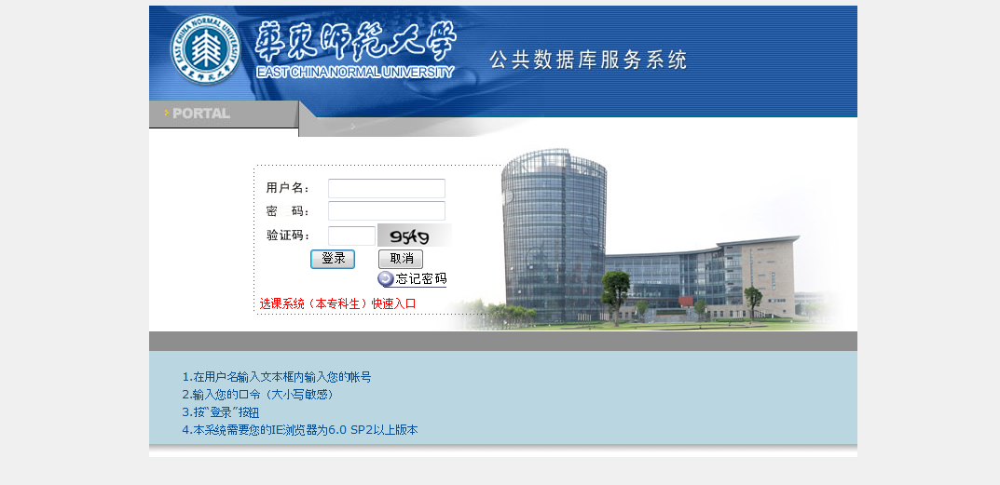 華東師範大學
EAST CHINA NORMAL UNIVERSITY
公共数据库服务系统
PORTAL
用户名：
密 码：
验证码：
9549
登录 取消
忘记密码
选课系统（本专科生）快速入口
1.在用户名输入文本框内输入您的帐号
2.输入您的口令（大小写敏感）
3.按“登录”按钮
4.本系统需要您的IE浏览器为6.0 SP2以上版本